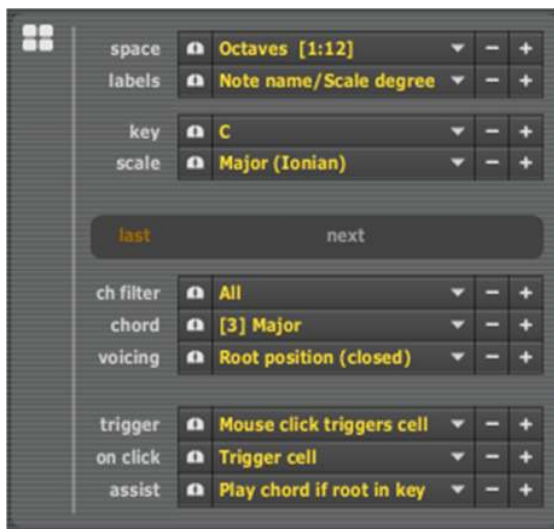 space Octaves [1:12]
labels Note name/Scale degree
key C
scale Major (Ionian)
last next
ch filter All
chord [3] Major
voicing Root position (closed)
trigger Mouse click triggers cell
on click Trigger cell
assist Play chord if root in key